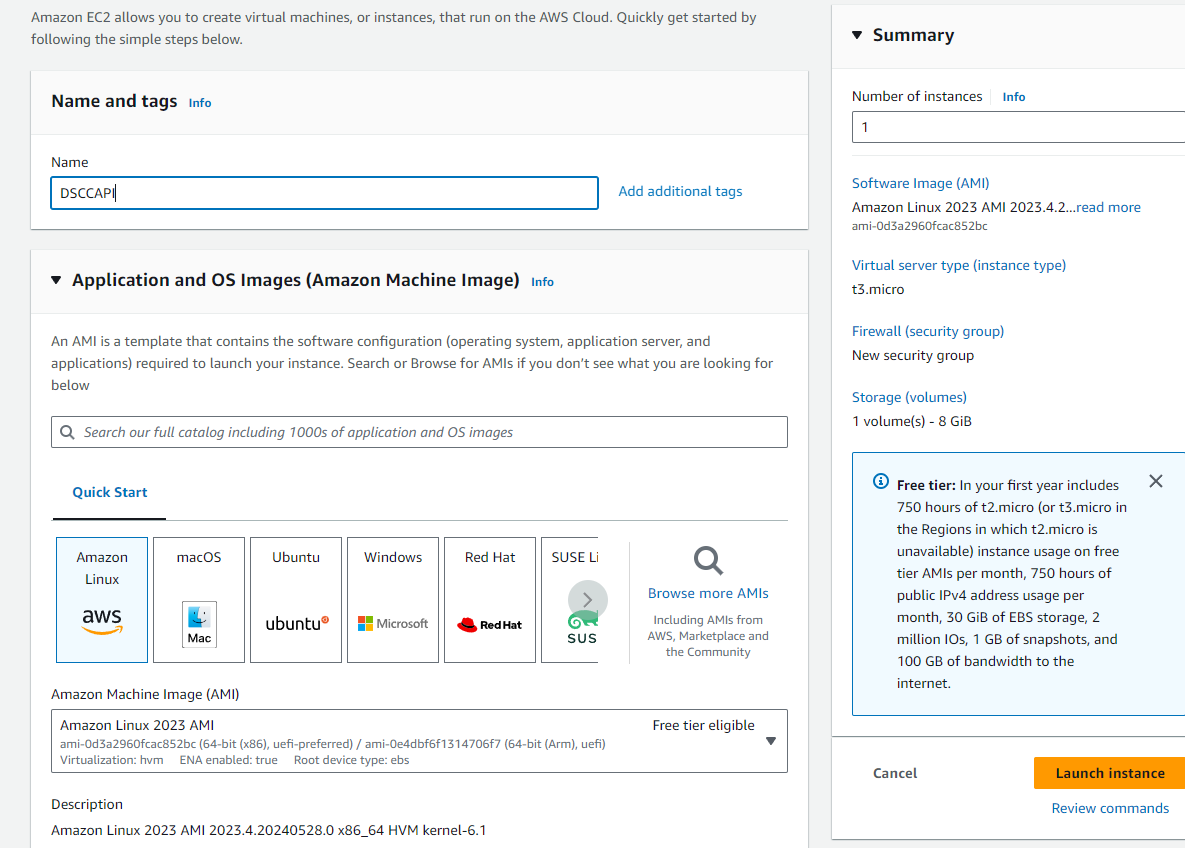 Amazon EC2 allows you to create virtual machines, or instances, that run on the AWS Cloud. Quickly get started by
following the simple steps below.
Name and tags Info
Name
DSCCAPI
Add additional tags
Application and OS Images (Amazon Machine Image) Info
An AMI is a template that contains the software configuration (operating system, application server, and
applications) required to launch your instance. Search or Browse for AMIs if you don't see what you are looking for
below
Search our full catalog including 1000s of application and OS images
Quick Start
Amazon
Linux
aws
macOS
Mac
Ubuntu
ubuntu
Windows
Microsoft
Red Hat
Red Hat
SUSE Li
SUS
Browse more AMIs
Including AMIs from
AWS, Marketplace and
the Community
Amazon Machine Image (AMI)
Amazon Linux 2023 AMI
Free tier eligible
ami-0d3a2960fcac852bc (64-bit (x86), uefi-preferred) / ami-0e4dbf6f1314706f7 (64-bit (Arm), uefi)
Virtualization: hvm ENA enabled: true Root device type: ebs
Description
Amazon Linux 2023 AMI 2023.4.20240528.0 x86_64 HVM kernel-6.1
Summary
Number of instances Info
1
Software Image (AMI)
Amazon Linux 2023 AMI 2023.4.2...read more
ami-0d3a2960fcac852bc
Virtual server type (instance type)
t3.micro
Firewall (security group)
New security group
Storage (volumes)
1 volume(s) - 8 GiB
Free tier: In your first year includes
750 hours of t2.micro (or t3.micro in
the Regions in which t2.micro is
unavailable) instance usage on free
tier AMIs per month, 750 hours of
public IPv4 address usage per
month, 30 GiB of EBS storage, 2
million IOs, 1 GB of snapshots, and
100 GB of bandwidth to the
internet.
Cancel
Launch instance
Review commands